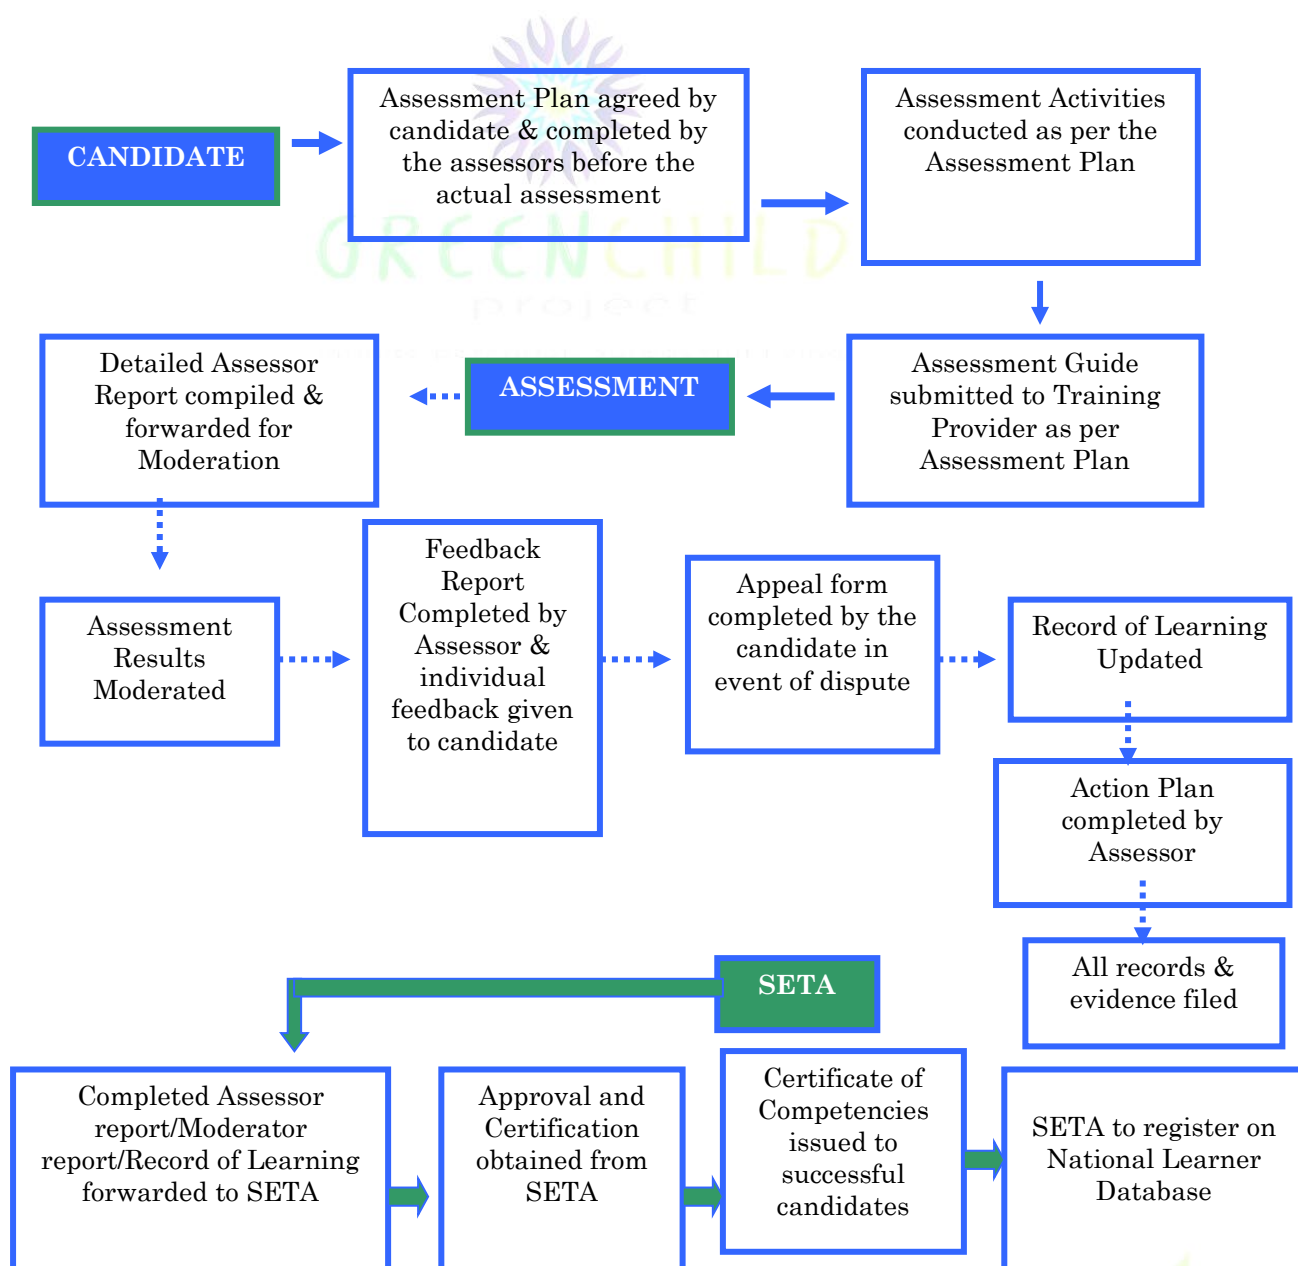 CANDIDATE
Assessment Plan agreed by
candidate & completed by
the assessors before the
actual assessment
Assessment Activities
conducted as per the
Assessment Plan
GREENCHILD
project
Detailed Assessor
Report compiled &
forwarded for
Moderation
ASSESSMENT
Assessment Guide
submitted to Training
Provider as per
Assessment Plan
Assessment
Results
Moderated
Feedback
Report
Completed by
Assessor &
individual
feedback given
to candidate
Appeal form
completed by the
candidate in
event of dispute
Record of Learning
Updated
Action Plan
completed by
Assessor
All records &
evidence filed
SETA
Completed Assessor
report/Moderator
report/Record of Learning
forwarded to SETA
Approval and
Certification
obtained from
SETA
Certificate of
Competencies
issued to
successful
candidates
SETA to register on
National Learner
Database